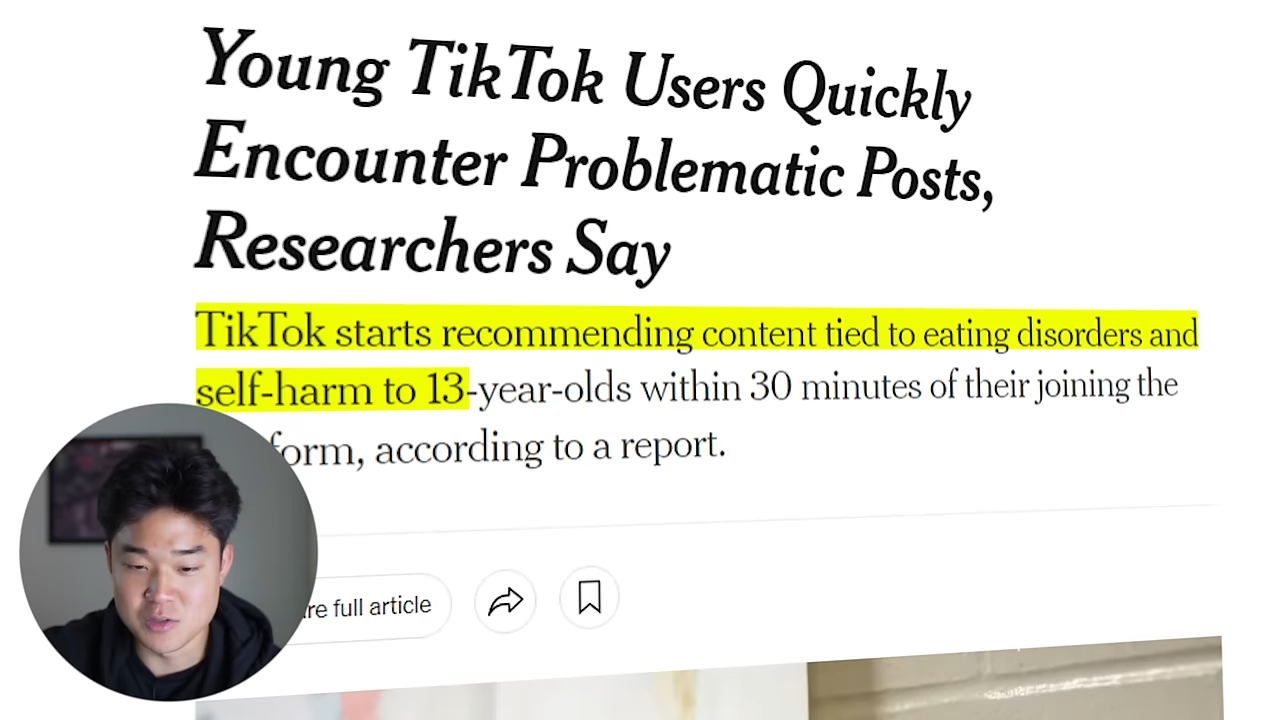 Young TikTok Users Quickly
Encounter Problematic Posts,
Researchers Say
TikTok starts recommending content tied to eating disorders and
self-harm to 13-year-olds within 30 minutes of their joining the
form, according to a report.
re full article